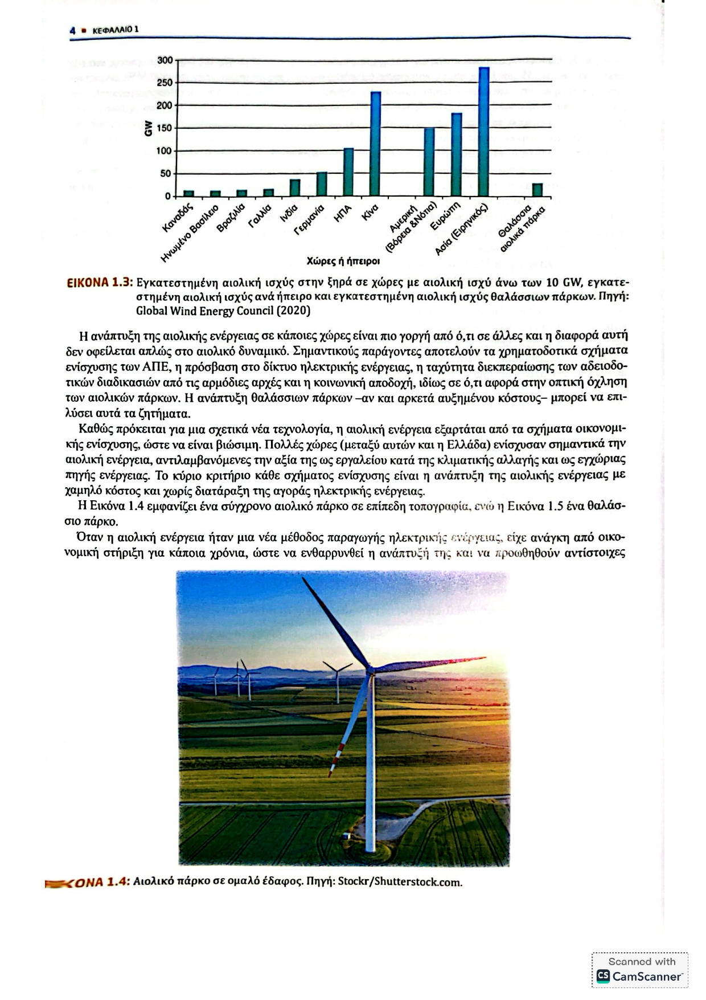 4 ▪ ΚΕΦΑΛΑΙΟ 1
300
250
200
150
100
50
0
GW
Καναδάς
Ηνωμένο Βασίλειο
Βραζιλία
Γαλλία
Ινδία
Γερμανία
ΗΠΑ
Κίνα
Αμερική
(Βόρεια &Νότια)
Ευρώπη
Ασία (Ειρηνικός)
Θαλάσσια
αιολικά πάρκα
Χώρες ή ήπειροι
ΕΙΚΟΝΑ 1.3: Εγκατεστημένη αιολική ισχύς στην ξηρά σε χώρες με αιολική ισχύ άνω των 10 GW, εγκατε-
στημένη αιολική ισχύς ανά ήπειρο και εγκατεστημένη αιολική ισχύς θαλάσσιων πάρκων. Πηγή:
Global Wind Energy Council (2020)
Η ανάπτυξη της αιολικής ενέργειας σε κάποιες χώρες είναι πιο γοργή από ό,τι σε άλλες και η διαφορά αυτή
δεν οφείλεται απλώς στο αιολικό δυναμικό. Σημαντικούς παράγοντες αποτελούν τα χρηματοδοτικά σχήματα
ενίσχυσης των ΑΠΕ, η πρόσβαση στο δίκτυο ηλεκτρικής ενέργειας, η ταχύτητα διεκπεραίωσης των αδειοδο-
τικών διαδικασιών από τις αρμόδιες αρχές και η κοινωνική αποδοχή, ιδίως σε ό,τι αφορά στην οπτική όχληση
των αιολικών πάρκων. Η ανάπτυξη θαλάσσιων πάρκων –αν και αρκετά αυξημένου κόστους– μπορεί να επι-
λύσει αυτά τα ζητήματα.
Καθώς πρόκειται για μια σχετικά νέα τεχνολογία, η αιολική ενέργεια εξαρτάται από τα σχήματα οικονομι-
κής ενίσχυσης, ώστε να είναι βιώσιμη. Πολλές χώρες (μεταξύ αυτών και η Ελλάδα) ενίσχυσαν σημαντικά την
αιολική ενέργεια, αντιλαμβανόμενες την αξία της ως εργαλείου κατά της κλιματικής αλλαγής και ως εγχώριας
πηγής ενέργειας. Το κύριο κριτήριο κάθε σχήματος ενίσχυσης είναι η ανάπτυξη της αιολικής ενέργειας με
χαμηλό κόστος και χωρίς διατάραξη της αγοράς ηλεκτρικής ενέργειας.
Η Εικόνα 1.4 εμφανίζει ένα σύγχρονο αιολικό πάρκο σε επίπεδη τοπογραφία, ενώ η Εικόνα 1.5 ένα θαλάσ-
σιο πάρκο.
Όταν η αιολική ενέργεια ήταν μια νέα μέθοδος παραγωγής ηλεκτρικής ενέργειας, είχε ανάγκη από οικο-
νομική στήριξη για κάποια χρόνια, ώστε να ενθαρρυνθεί η ανάπτυξή της και να προωθηθούν αντίστοιχες
ΚΟΝΑ 1.4: Αιολικό πάρκο σε ομαλό έδαφος. Πηγή: Stockr/Shutterstock.com.
Scanned with
CS CamScanner